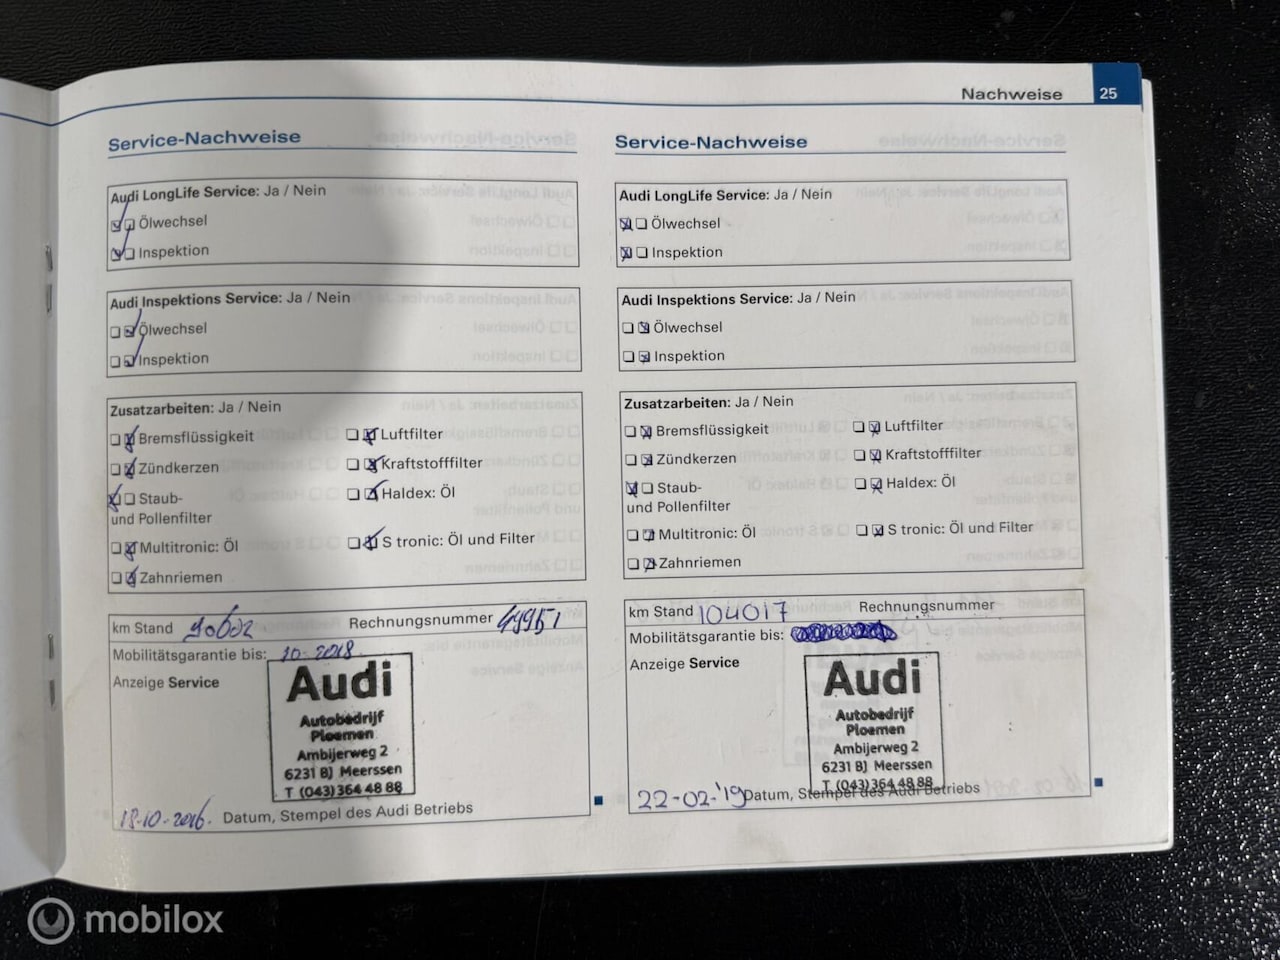 Nachweise 25
Service-Nachweise
Audi LongLife Service: Ja / Nein
Ölwechsel
Inspektion
Audi Inspektions Service: Ja / Nein
Ölwechsel
Inspektion
Zusatzarbeiten: Ja / Nein
Bremsflüssigkeit Luftfilter
Zündkerzen Kraftstofffilter
Staub- Haldex: Öl
und Pollenfilter
Multitronic: Öl S tronic: Öl und Filter
Zahnriemen
km Stand Rechnungsnummer
Mobilitätsgarantie bis: 10-2018
Anzeige Service
Audi
Autobedrijf
Ploemen
Ambijerweg 2
6231 BJ Meerssen
T (043) 364 48 88
18-10-2016. Datum, Stempel des Audi Betriebs
Service-Nachweise
Audi LongLife Service: Ja / Nein
Ölwechsel
Inspektion
Audi Inspektions Service: Ja / Nein
Ölwechsel
Inspektion
Zusatzarbeiten: Ja / Nein
Bremsflüssigkeit Luftfilter
Zündkerzen Kraftstofffilter
Staub- Haldex: Öl
und Pollenfilter
Multitronic: Öl S tronic: Öl und Filter
Zahnriemen
km Stand 104017 Rechnungsnummer
Mobilitätsgarantie bis:
Anzeige Service
Audi
Autobedrijf
Ploemen
Ambijerweg 2
6231 BJ Meerssen
T (043) 364 48 88
22-02-'19 Datum, Stempel des Audi Betriebs
mobilox